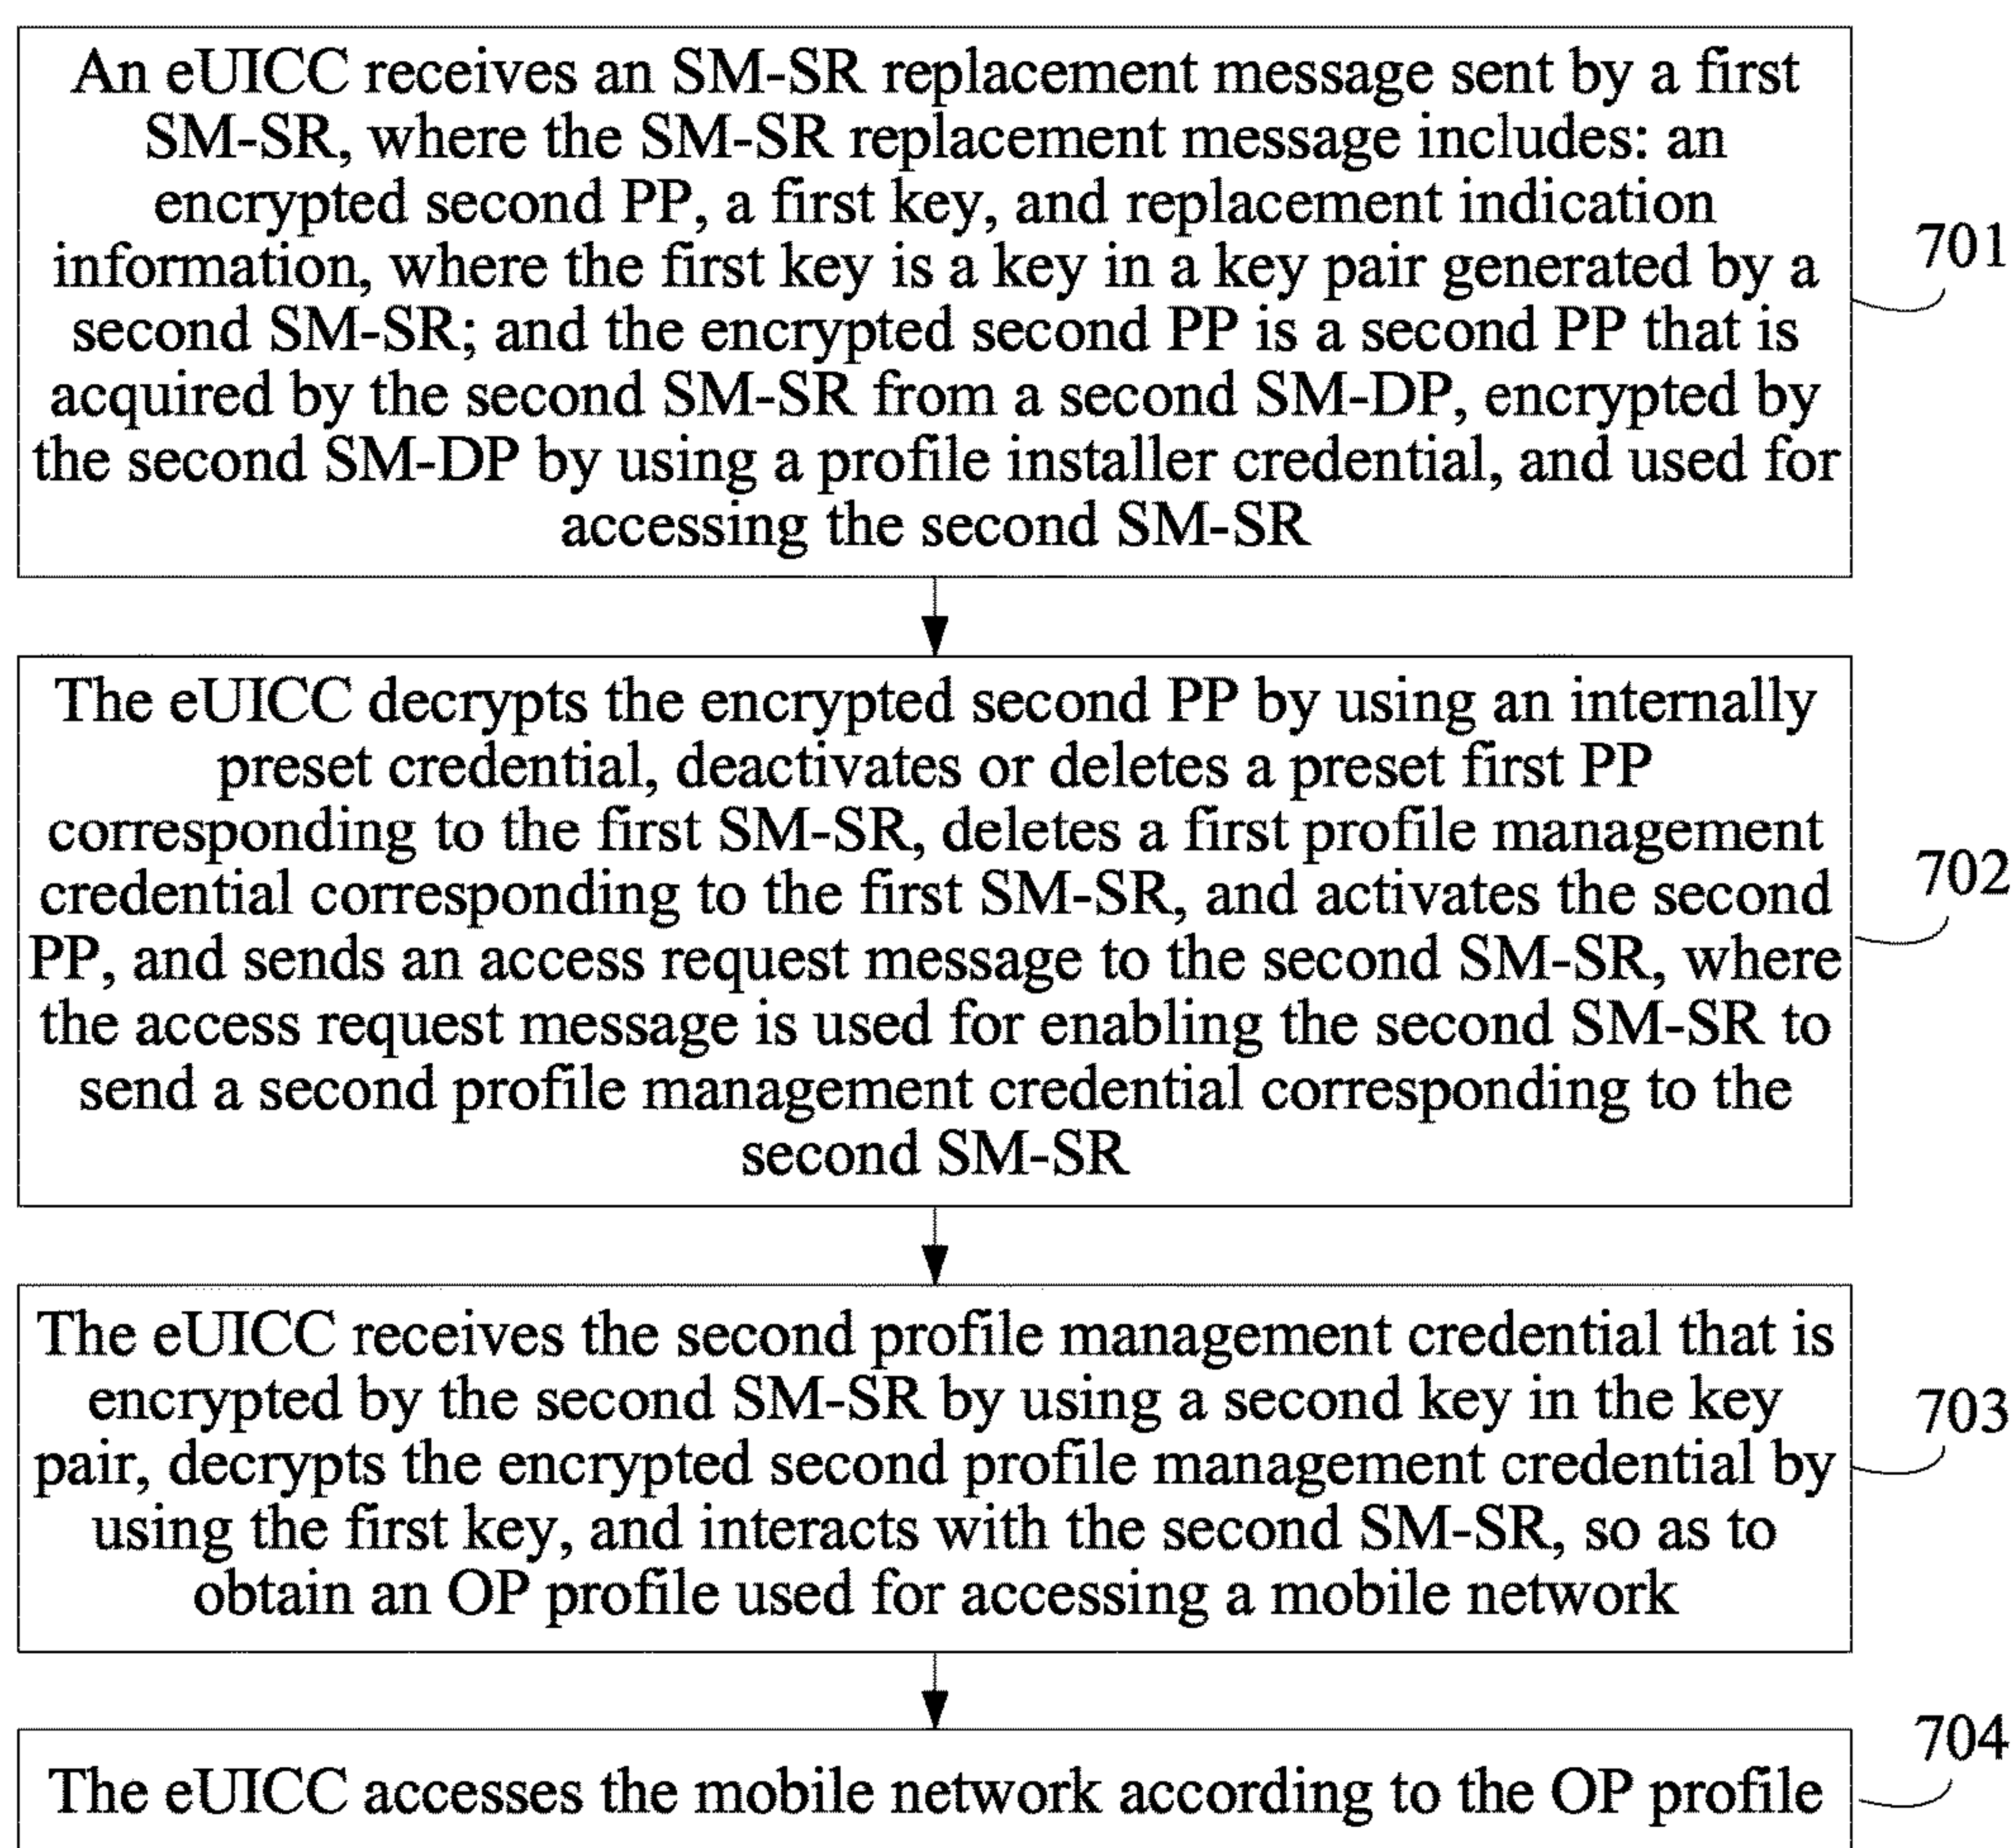 An eUICC receives an SM-SR replacement message sent by a first
SM-SR, where the SM-SR replacement message includes: an
encrypted second PP, a first key, and replacement indication
information, where the first key is a key in a key pair generated by a
second SM-SR; and the encrypted second PP is a second PP that is
acquired by the second SM-SR from a second SM-DP, encrypted by
the second SM-DP by using a profile installer credential, and used for
accessing the second SM-SR
701
The eUICC decrypts the encrypted second PP by using an internally
preset credential, deactivates or deletes a preset first PP
corresponding to the first SM-SR, deletes a first profile management
credential corresponding to the first SM-SR, and activates the second
PP, and sends an access request message to the second SM-SR, where
the access request message is used for enabling the second SM-SR to
send a second profile management credential corresponding to the
second SM-SR
702
The eUICC receives the second profile management credential that is
encrypted by the second SM-SR by using a second key in the key
pair, decrypts the encrypted second profile management credential by
using the first key, and interacts with the second SM-SR, so as to
obtain an OP profile used for accessing a mobile network
703
The eUICC accesses the mobile network according to the OP profile
704